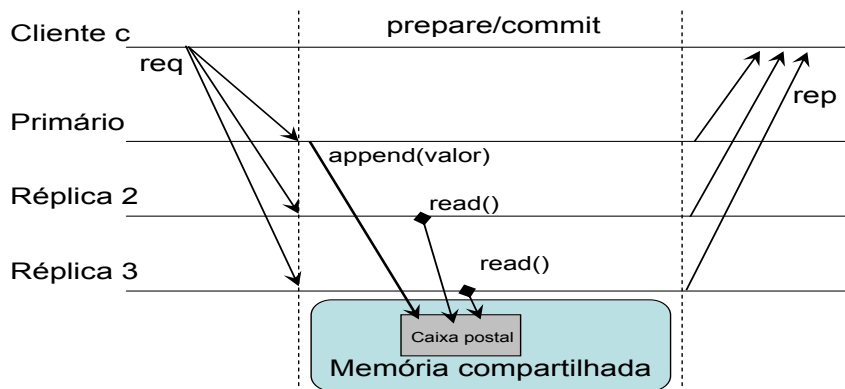 Cliente c
prepare/commit
req
rep
Primário
append(valor)
Réplica 2
read()
Réplica 3
read()
Caixa postal
Memória compartilhada